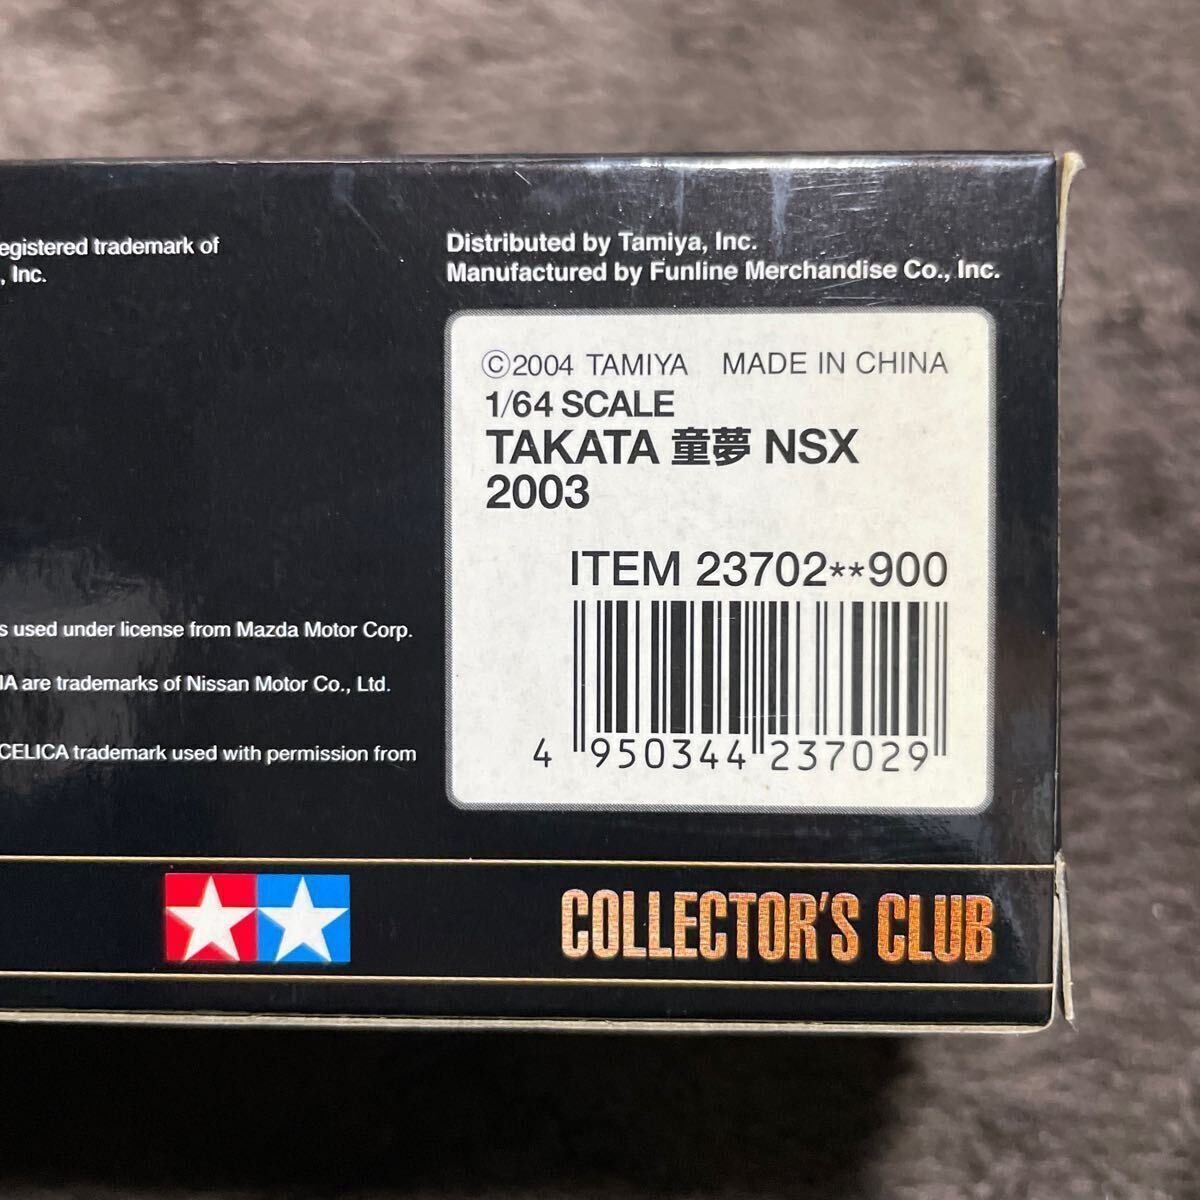 egistered trademark of
, Inc.
Distributed by Tamiya, Inc.
Manufactured by Funline Merchandise Co., Inc.
©2004 TAMIYA MADE IN CHINA
1/64 SCALE
TAKATA 童夢 NSX
2003
ITEM 23702**900
4 950344 237029
s used under license from Mazda Motor Corp.
IA are trademarks of Nissan Motor Co., Ltd.
CELICA trademark used with permission from
COLLECTOR'S CLUB